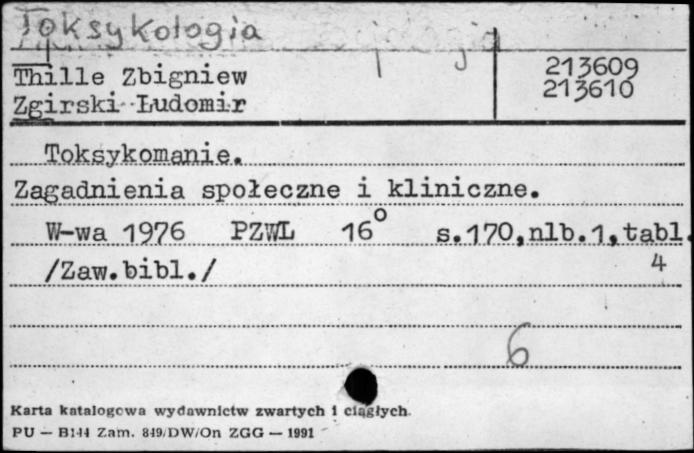 Toksykologia
Thille Zbigniew 213609
Zgirski Ludomir 213610
Toksykomanie.
Zagadnienia społeczne i kliniczne.
W-wa 1976 PZWL 16° s.170,nlb.1,tabl.
/Zaw.bibl./ 4
6
Karta katalogowa wydawnictw zwartych i ciągłych.
PU — B144 Zam. 849/DW/On ZGG — 1991